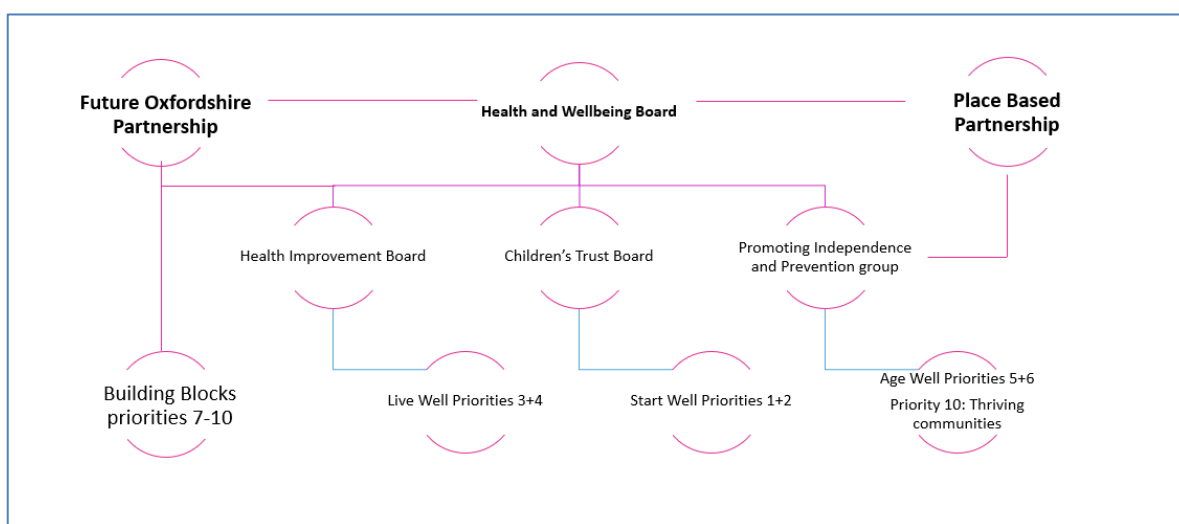 Future Oxfordshire
Partnership
Health and Wellbeing Board
Place Based
Partnership
Health Improvement Board
Children’s Trust Board
Promoting Independence
and Prevention group
Building Blocks
priorities 7-10
Live Well Priorities 3+4
Start Well Priorities 1+2
Age Well Priorities 5+6
Priority 10: Thriving
communities